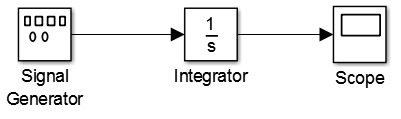 1
s
Signal
Generator
Integrator
Scope